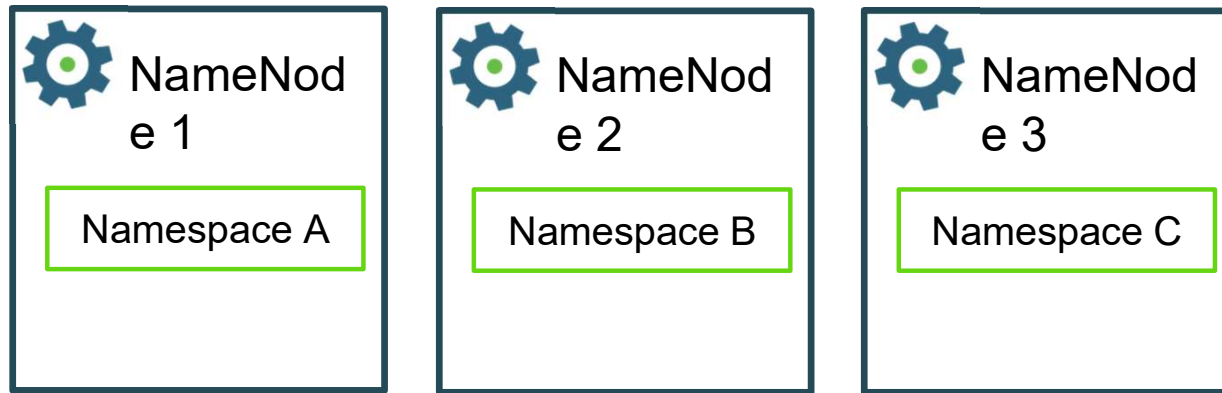 NameNod
e 1
Namespace A
NameNod
e 2
Namespace B
NameNod
e 3
Namespace C